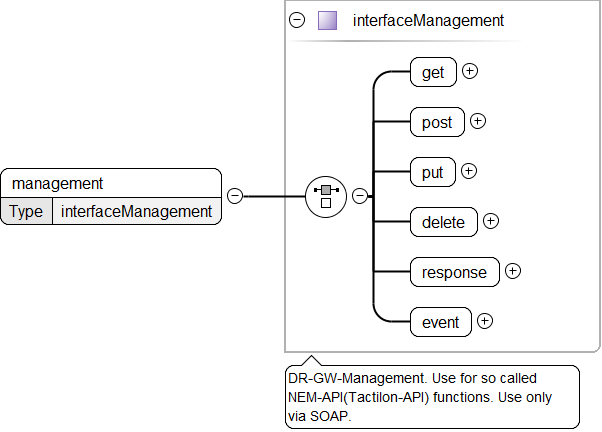 interfaceManagement
get
post
management
put
Type interfaceManagement
delete
response
event
DR-GW-Management. Use for so called
NEM-API(Tactilon-API) functions. Use only
via SOAP.